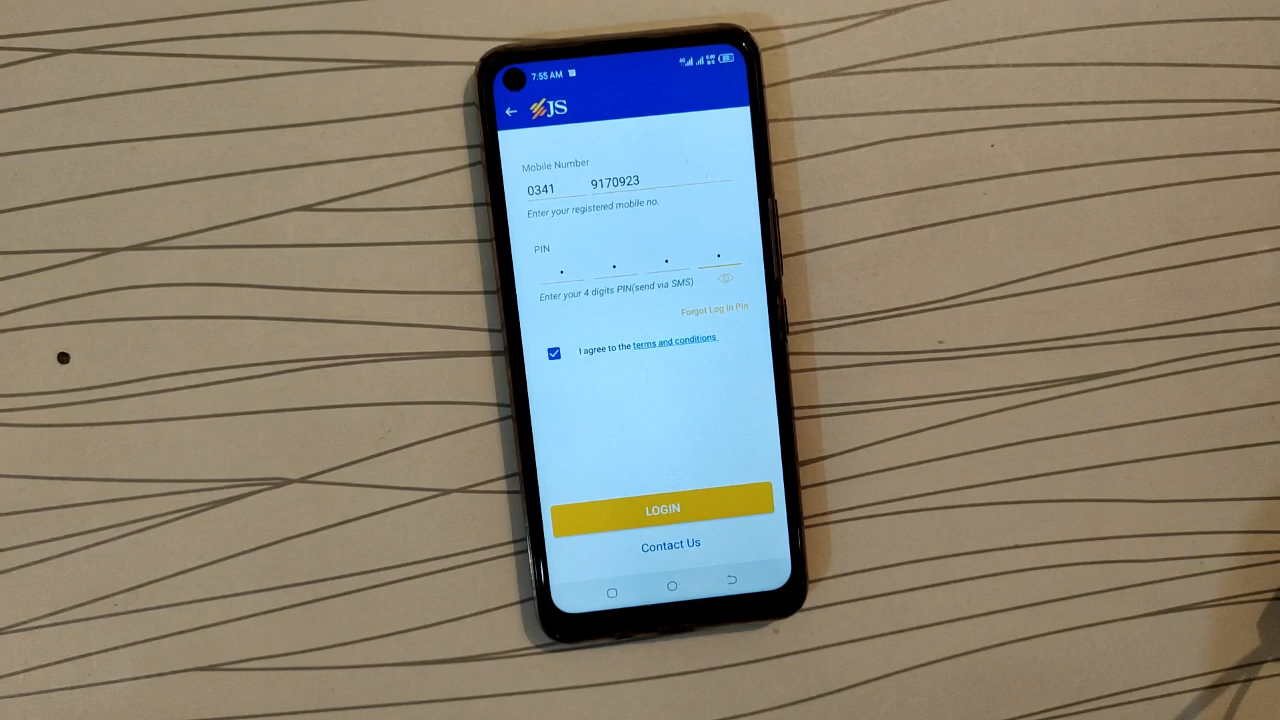 7:55 AM
JS
Mobile Number
0341 9170923
Enter your registered mobile no.
PIN
Enter your 4 digits PIN(send via SMS)
Forgot Log In Pin
I agree to the terms and conditions
LOGIN
Contact Us